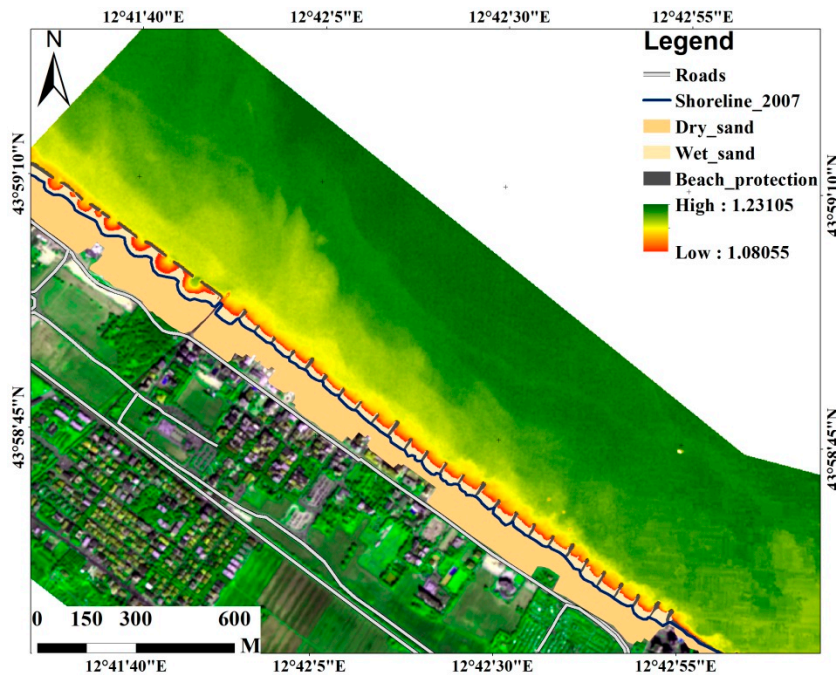 12°41'40"E 12°42'5"E 12°42'30"E 12°42'55"E
N
Legend
Roads
Shoreline_2007
Dry_sand
Wet_sand
Beach_protection
High : 1.23105
Low : 1.08055
43°59'10"N
43°59'10"N
43°58'45"N
43°58'45"N
0 150 300 600
M
12°41'40"E 12°42'5"E 12°42'30"E 12°42'55"E